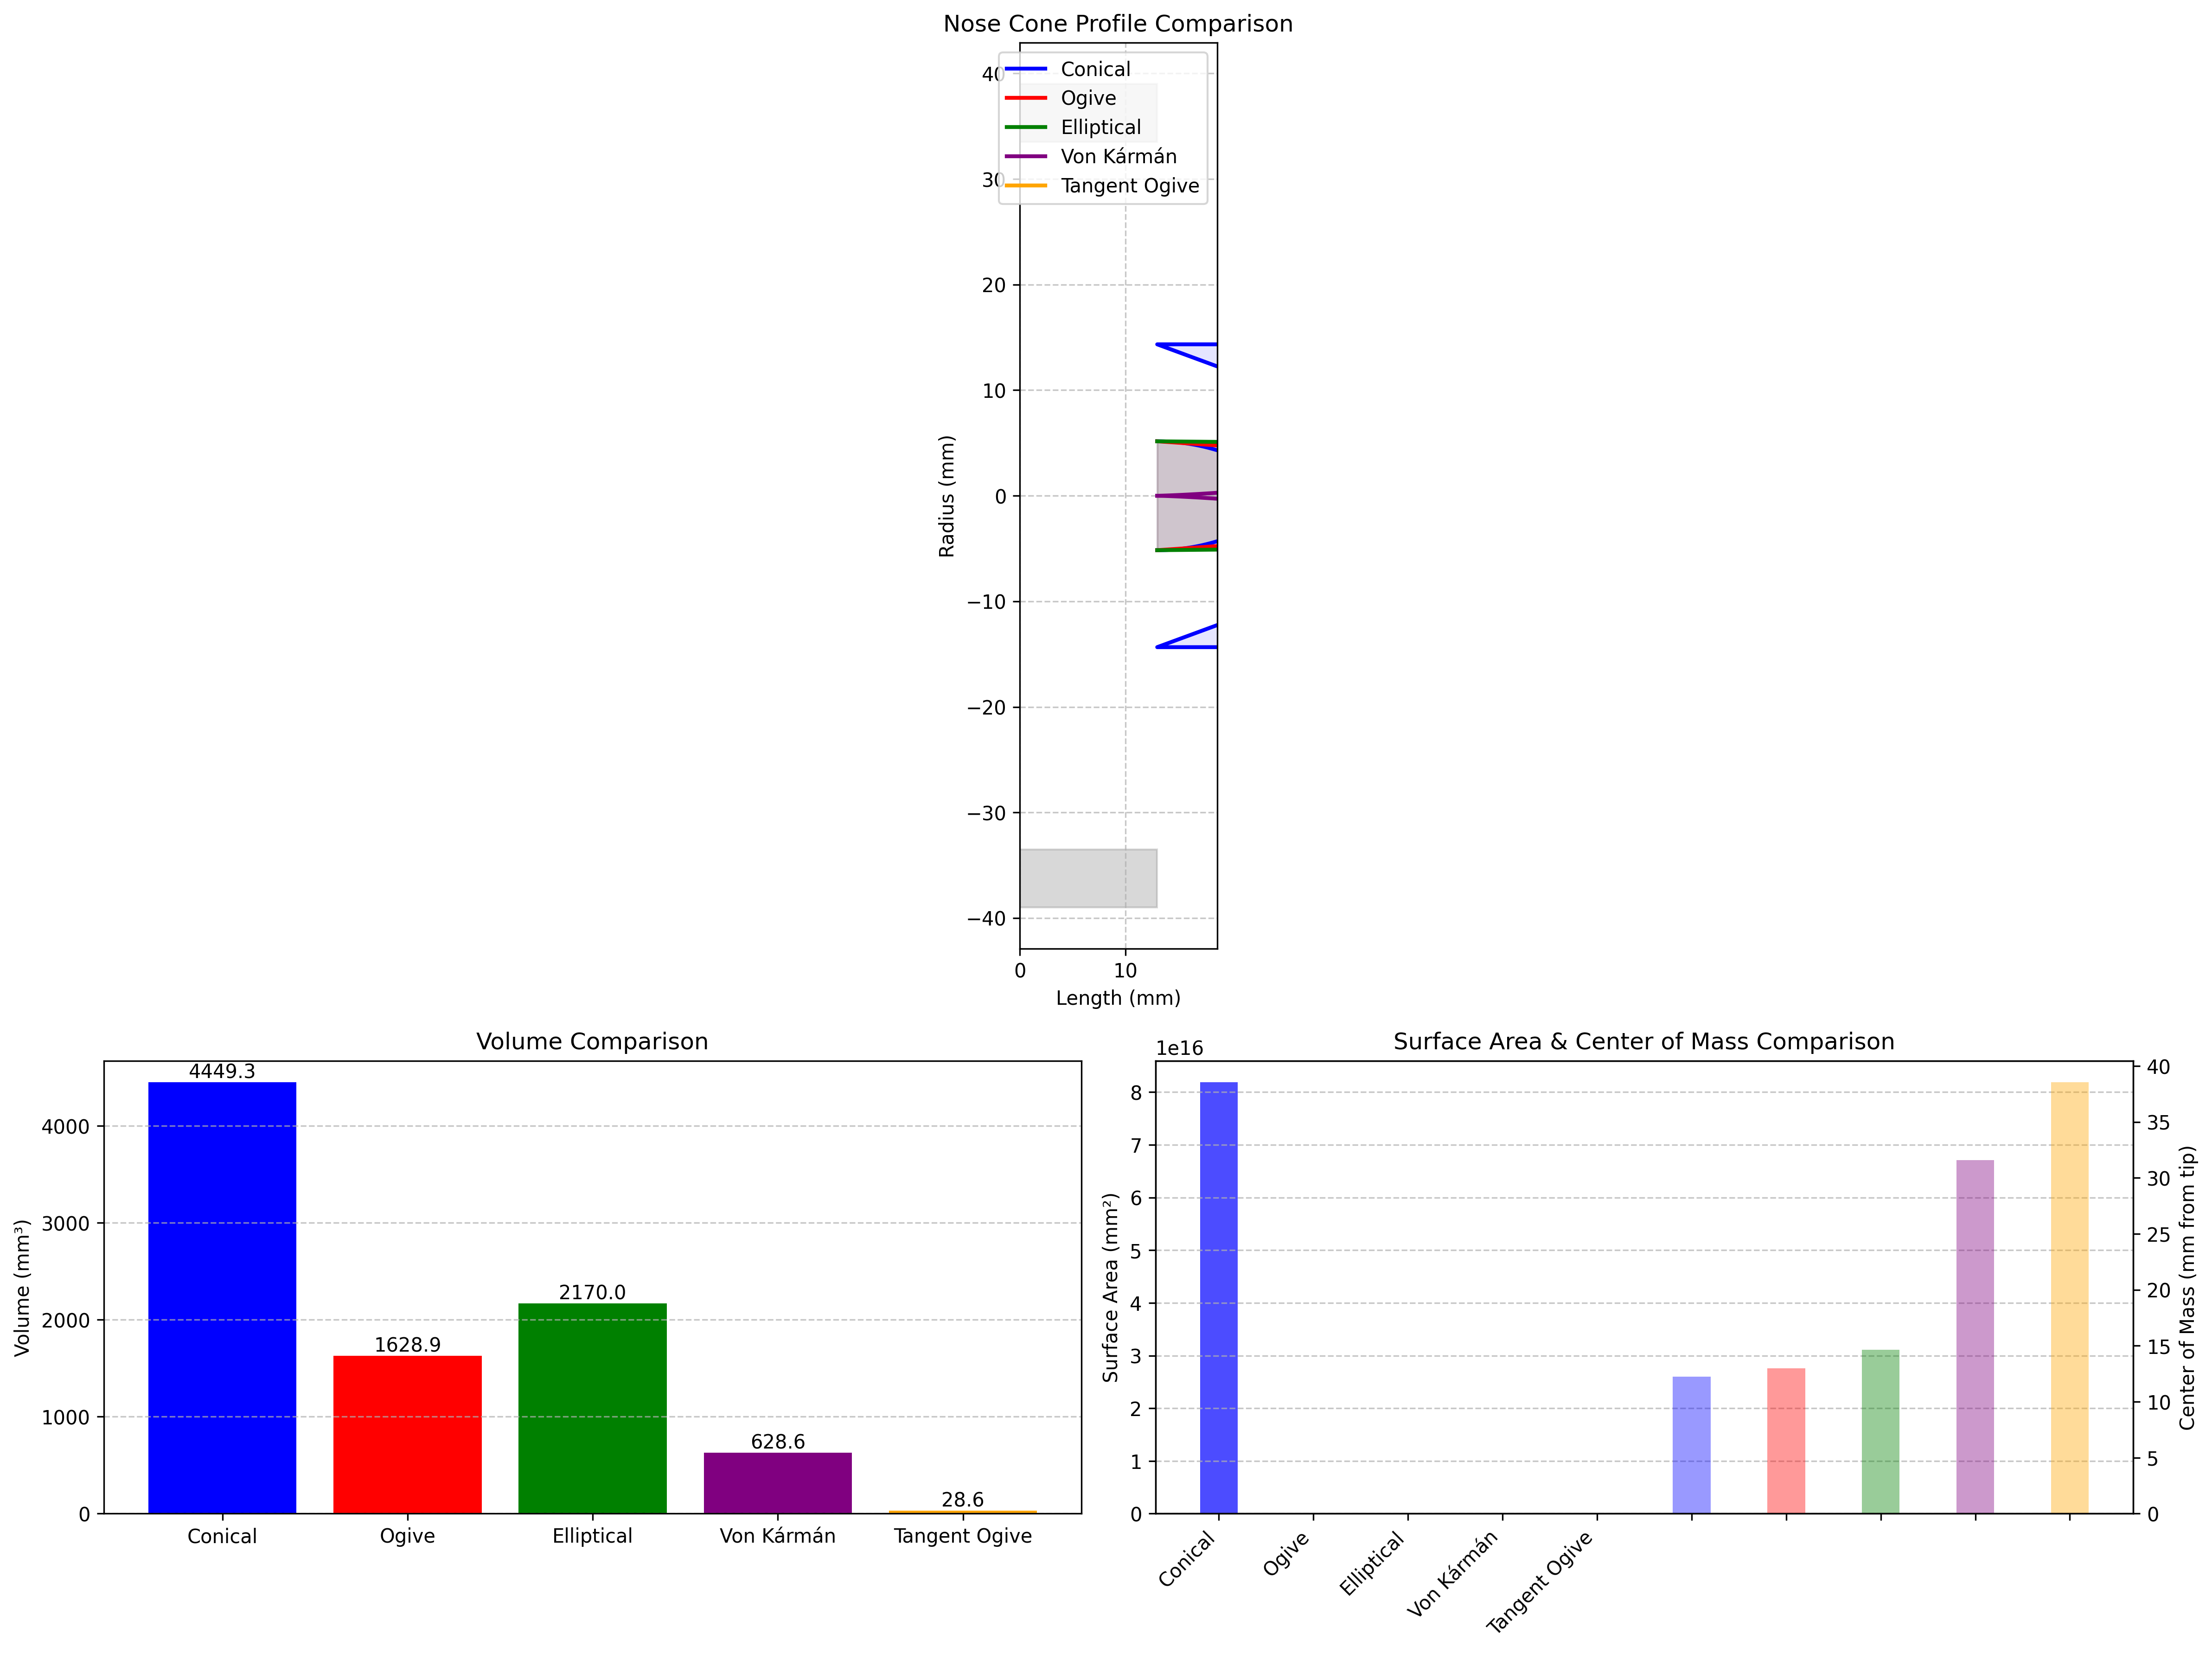 Nose Cone Profile Comparison
Conical
Ogive
Elliptical
Von Kármán
Tangent Ogive
40
30
20
10
0
−10
−20
−30
−40
Radius (mm)
0 10
Length (mm)
Volume Comparison
4449.3
1628.9
2170.0
628.6
28.6
4000
3000
2000
1000
0
Volume (mm³)
Conical Ogive Elliptical Von Kármán Tangent Ogive
Surface Area & Center of Mass Comparison
1e16
8
7
6
5
4
3
2
1
0
Surface Area (mm²)
40
35
30
25
20
15
10
5
0
Center of Mass (mm from tip)
Conical
Ogive
Elliptical
Von Kármán
Tangent Ogive